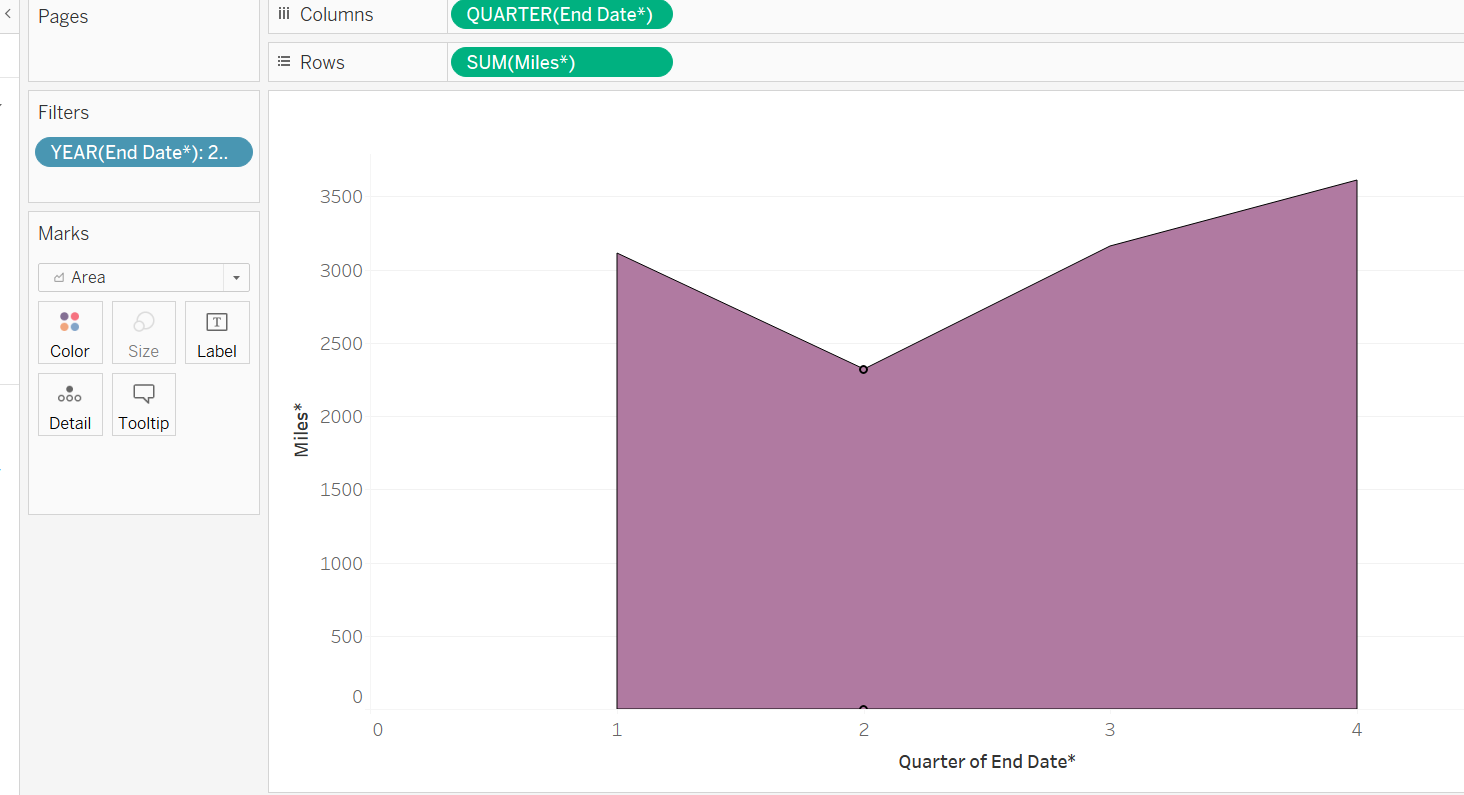 Pages
Columns
QUARTER(End Date*)
Rows
SUM(Miles*)
Filters
YEAR(End Date*): 2..
Marks
Area
Color
Size
T
Label
Detail
Tooltip
3500
3000
2500
2000
1500
1000
500
0
Miles*
0 1 2 3 4
Quarter of End Date*